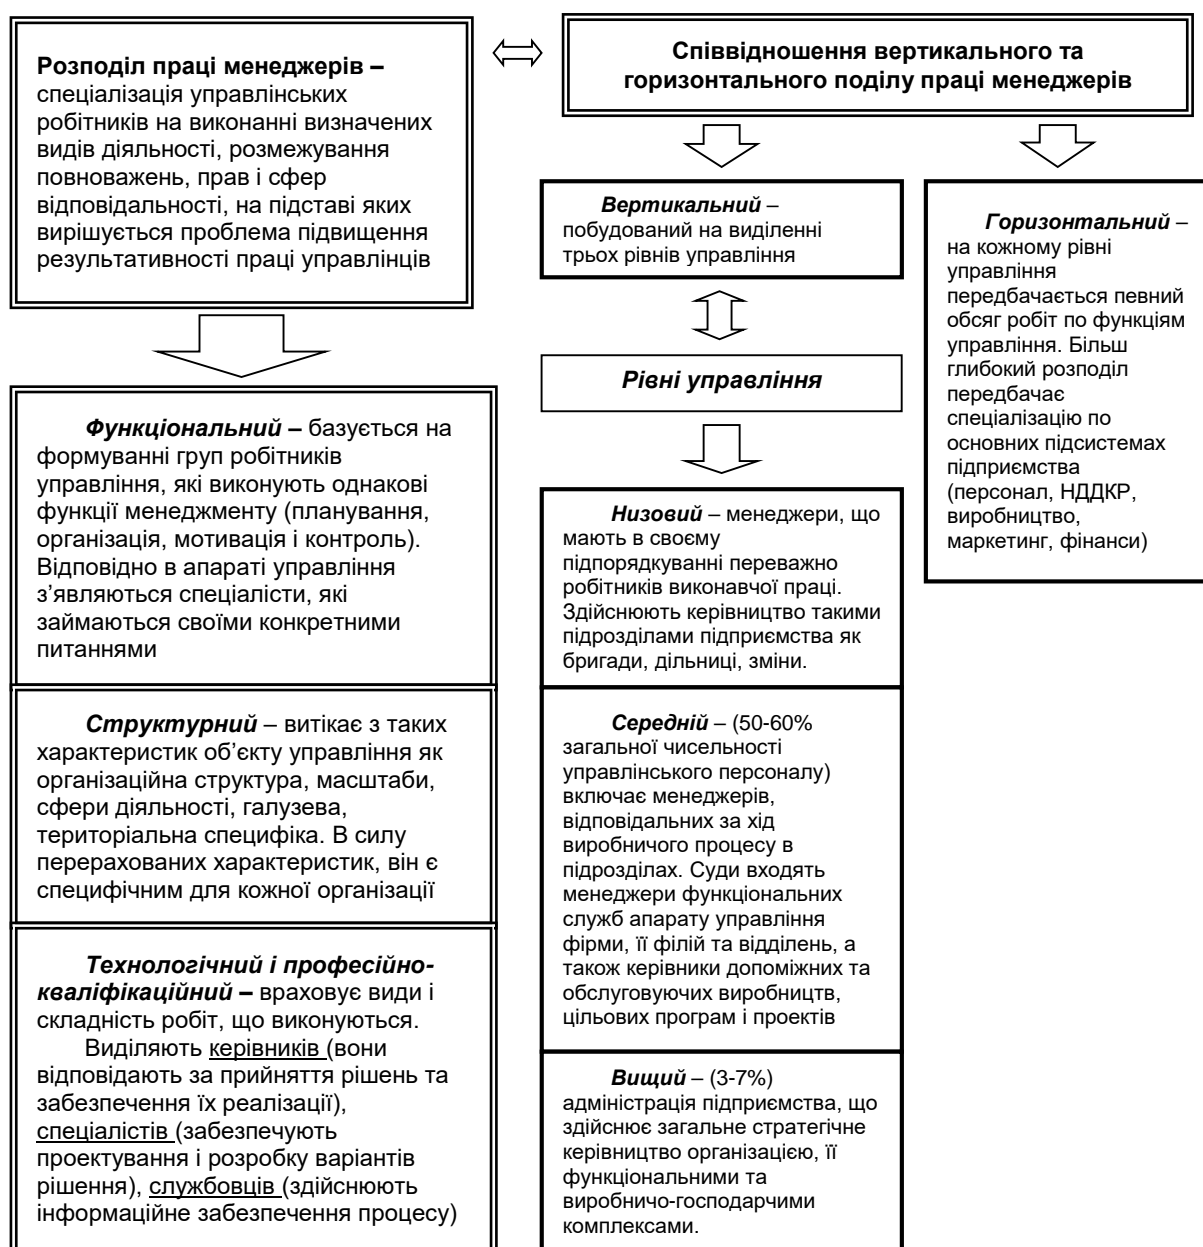 Розподіл праці менеджерів –
спеціалізація управлінських
робітників на виконанні визначених
видів діяльності, розмежування
повноважень, прав і сфер
відповідальності, на підставі яких
вирішується проблема підвищення
результативності праці управлінців
Співвідношення вертикального та
горизонтального поділу праці менеджерів
Функціональний – базується на
формуванні груп робітників
управління, які виконують однакові
функції менеджменту (планування,
організація, мотивація і контроль).
Відповідно в апараті управління
з’являються спеціалісти, які
займаються своїми конкретними
питаннями
Структурний – витікає з таких
характеристик об’єкту управління як
організаційна структура, масштаби,
сфери діяльності, галузева,
територіальна специфіка. В силу
перерахованих характеристик, він є
специфічним для кожної організації
Технологічний і професійно-
кваліфікаційний – враховує види і
складність робіт, що виконуються.
Виділяють керівників (вони
відповідають за прийняття рішень та
забезпечення їх реалізації),
спеціалістів (забезпечують
проектування і розробку варіантів
рішення), службовців (здійснюють
інформаційне забезпечення процесу)
Вертикальний –
побудований на виділенні
трьох рівнів управління
Рівні управління
Низовий – менеджери, що
мають в своєму
підпорядкуванні переважно
робітників виконавчої праці.
Здійснюють керівництво такими
підрозділами підприємства як
бригади, дільниці, зміни.
Середній – (50-60%
загальної чисельності
управлінського персоналу)
включає менеджерів,
відповідальних за хід
виробничого процесу в
підрозділах. Суди входять
менеджери функціональних
служб апарату управління
фірми, її філій та відділень, а
також керівники допоміжних та
обслуговуючих виробництв,
цільових програм і проектів
Вищий – (3-7%)
адміністрація підприємства, що
здійснює загальне стратегічне
керівництво організацією, її
функціональними та
виробничо-господарчими
комплексами.
Горизонтальний –
на кожному рівні
управління
передбачається певний
обсяг робіт по функціям
управління. Більш
глибокий розподіл
передбачає
спеціалізацію по
основних підсистемах
підприємства
(персонал, НДДКР,
виробництво,
маркетинг, фінанси)